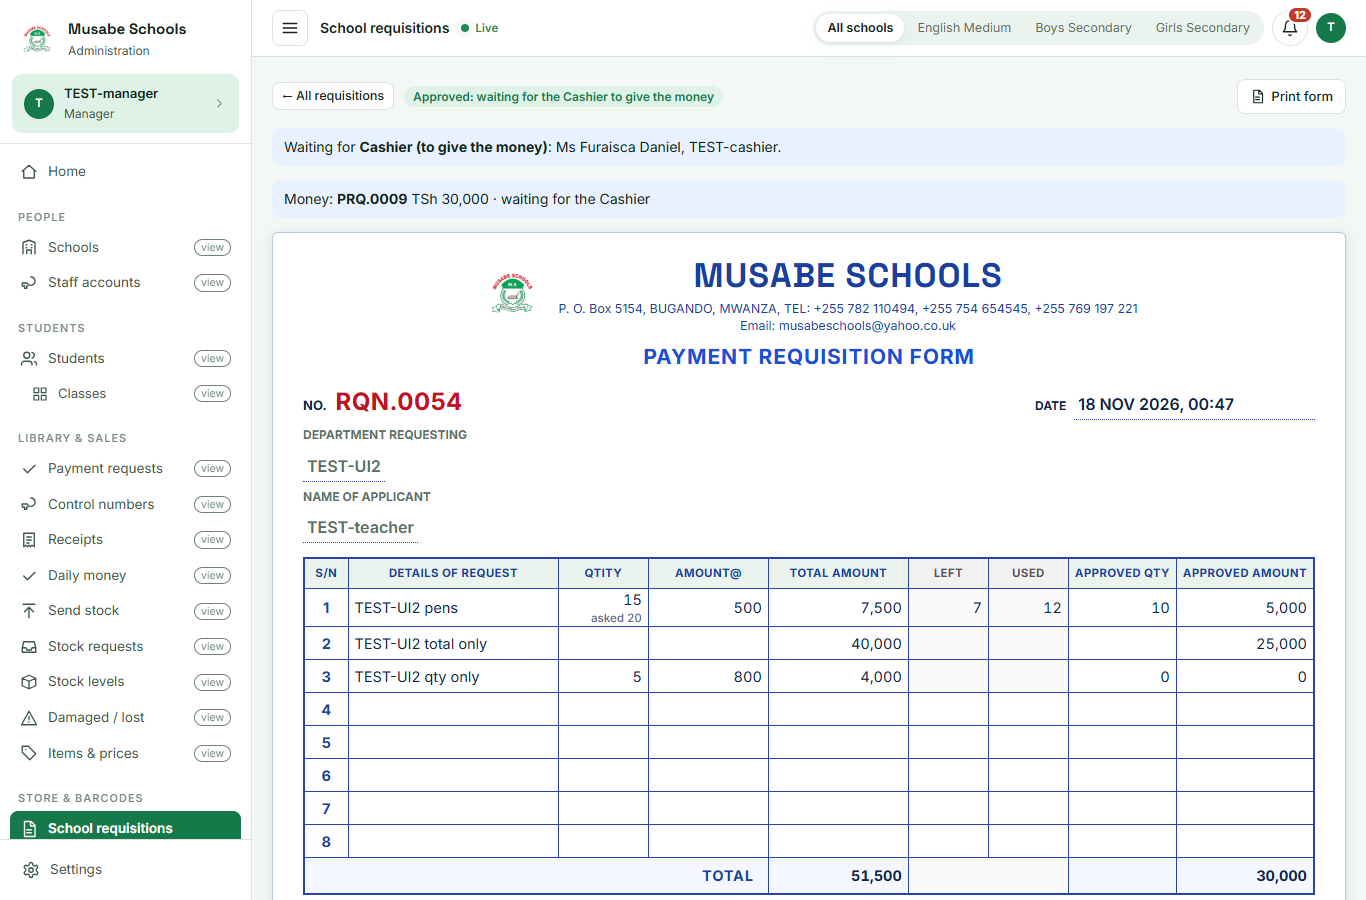 Musabe Schools
Administration
T
TEST-manager
Manager
Home
PEOPLE
Schools view
Staff accounts view
STUDENTS
Students view
Classes view
LIBRARY & SALES
Payment requests view
Control numbers view
Receipts view
Daily money view
Send stock view
Stock requests view
Stock levels view
Damaged / lost view
Items & prices view
STORE & BARCODES
School requisitions
Settings
School requisitions Live
All schools English Medium Boys Secondary Girls Secondary 12 T
← All requisitions Approved: waiting for the Cashier to give the money Print form
Waiting for Cashier (to give the money): Ms Furaisca Daniel, TEST-cashier.
Money: PRQ.0009 TSh 30,000 · waiting for the Cashier
MUSABE SCHOOLS
P. O. Box 5154, BUGANDO, MWANZA, TEL: +255 782 110494, +255 754 654545, +255 769 197 221
Email: musabeschools@yahoo.co.uk
PAYMENT REQUISITION FORM
NO. RQN.0054 DATE 18 NOV 2026, 00:47
DEPARTMENT REQUESTING
TEST-UI2
NAME OF APPLICANT
TEST-teacher
S/N DETAILS OF REQUEST QTITY AMOUNT@ TOTAL AMOUNT LEFT USED APPROVED QTY APPROVED AMOUNT
1 TEST-UI2 pens 15 asked 20 500 7,500 7 12 10 5,000
2 TEST-UI2 total only 40,000 25,000
3 TEST-UI2 qty only 5 800 4,000 0 0
4
5
6
7
8
TOTAL 51,500 30,000